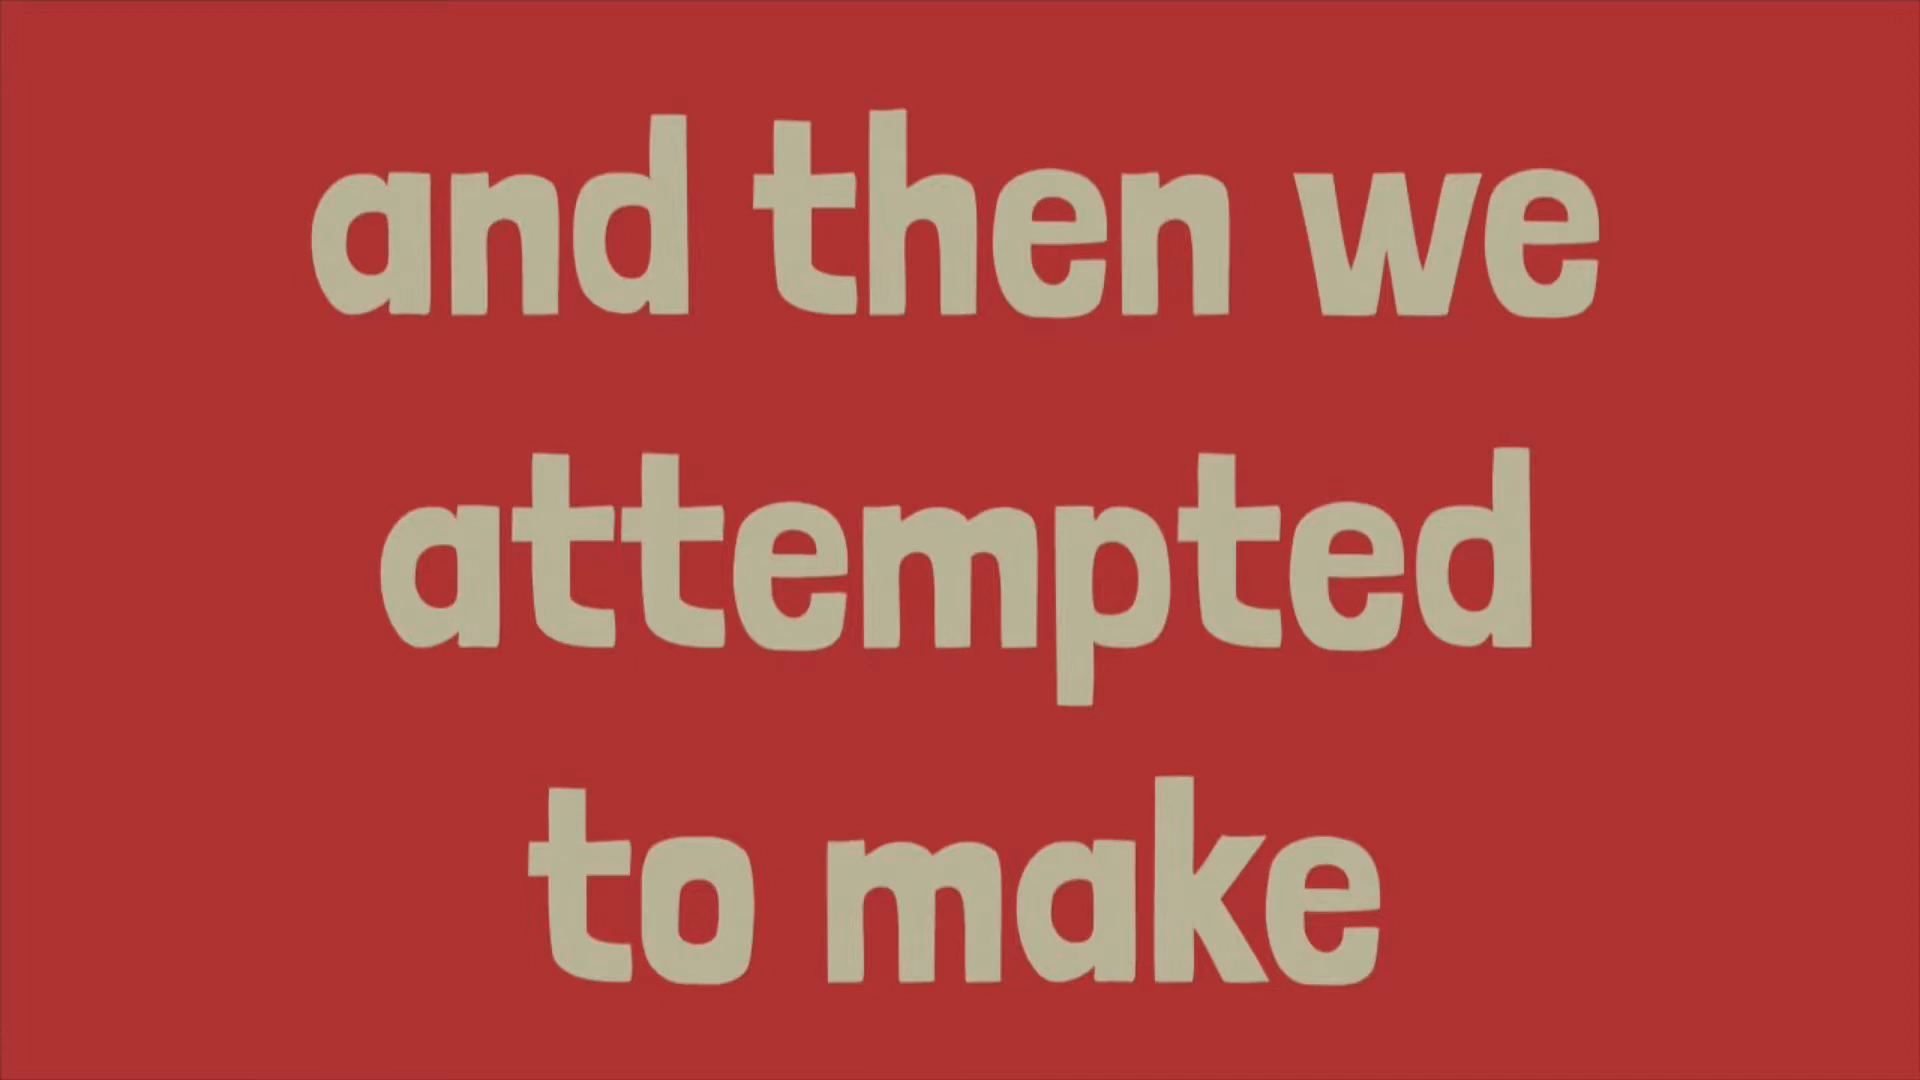 and then we
attempted
to make